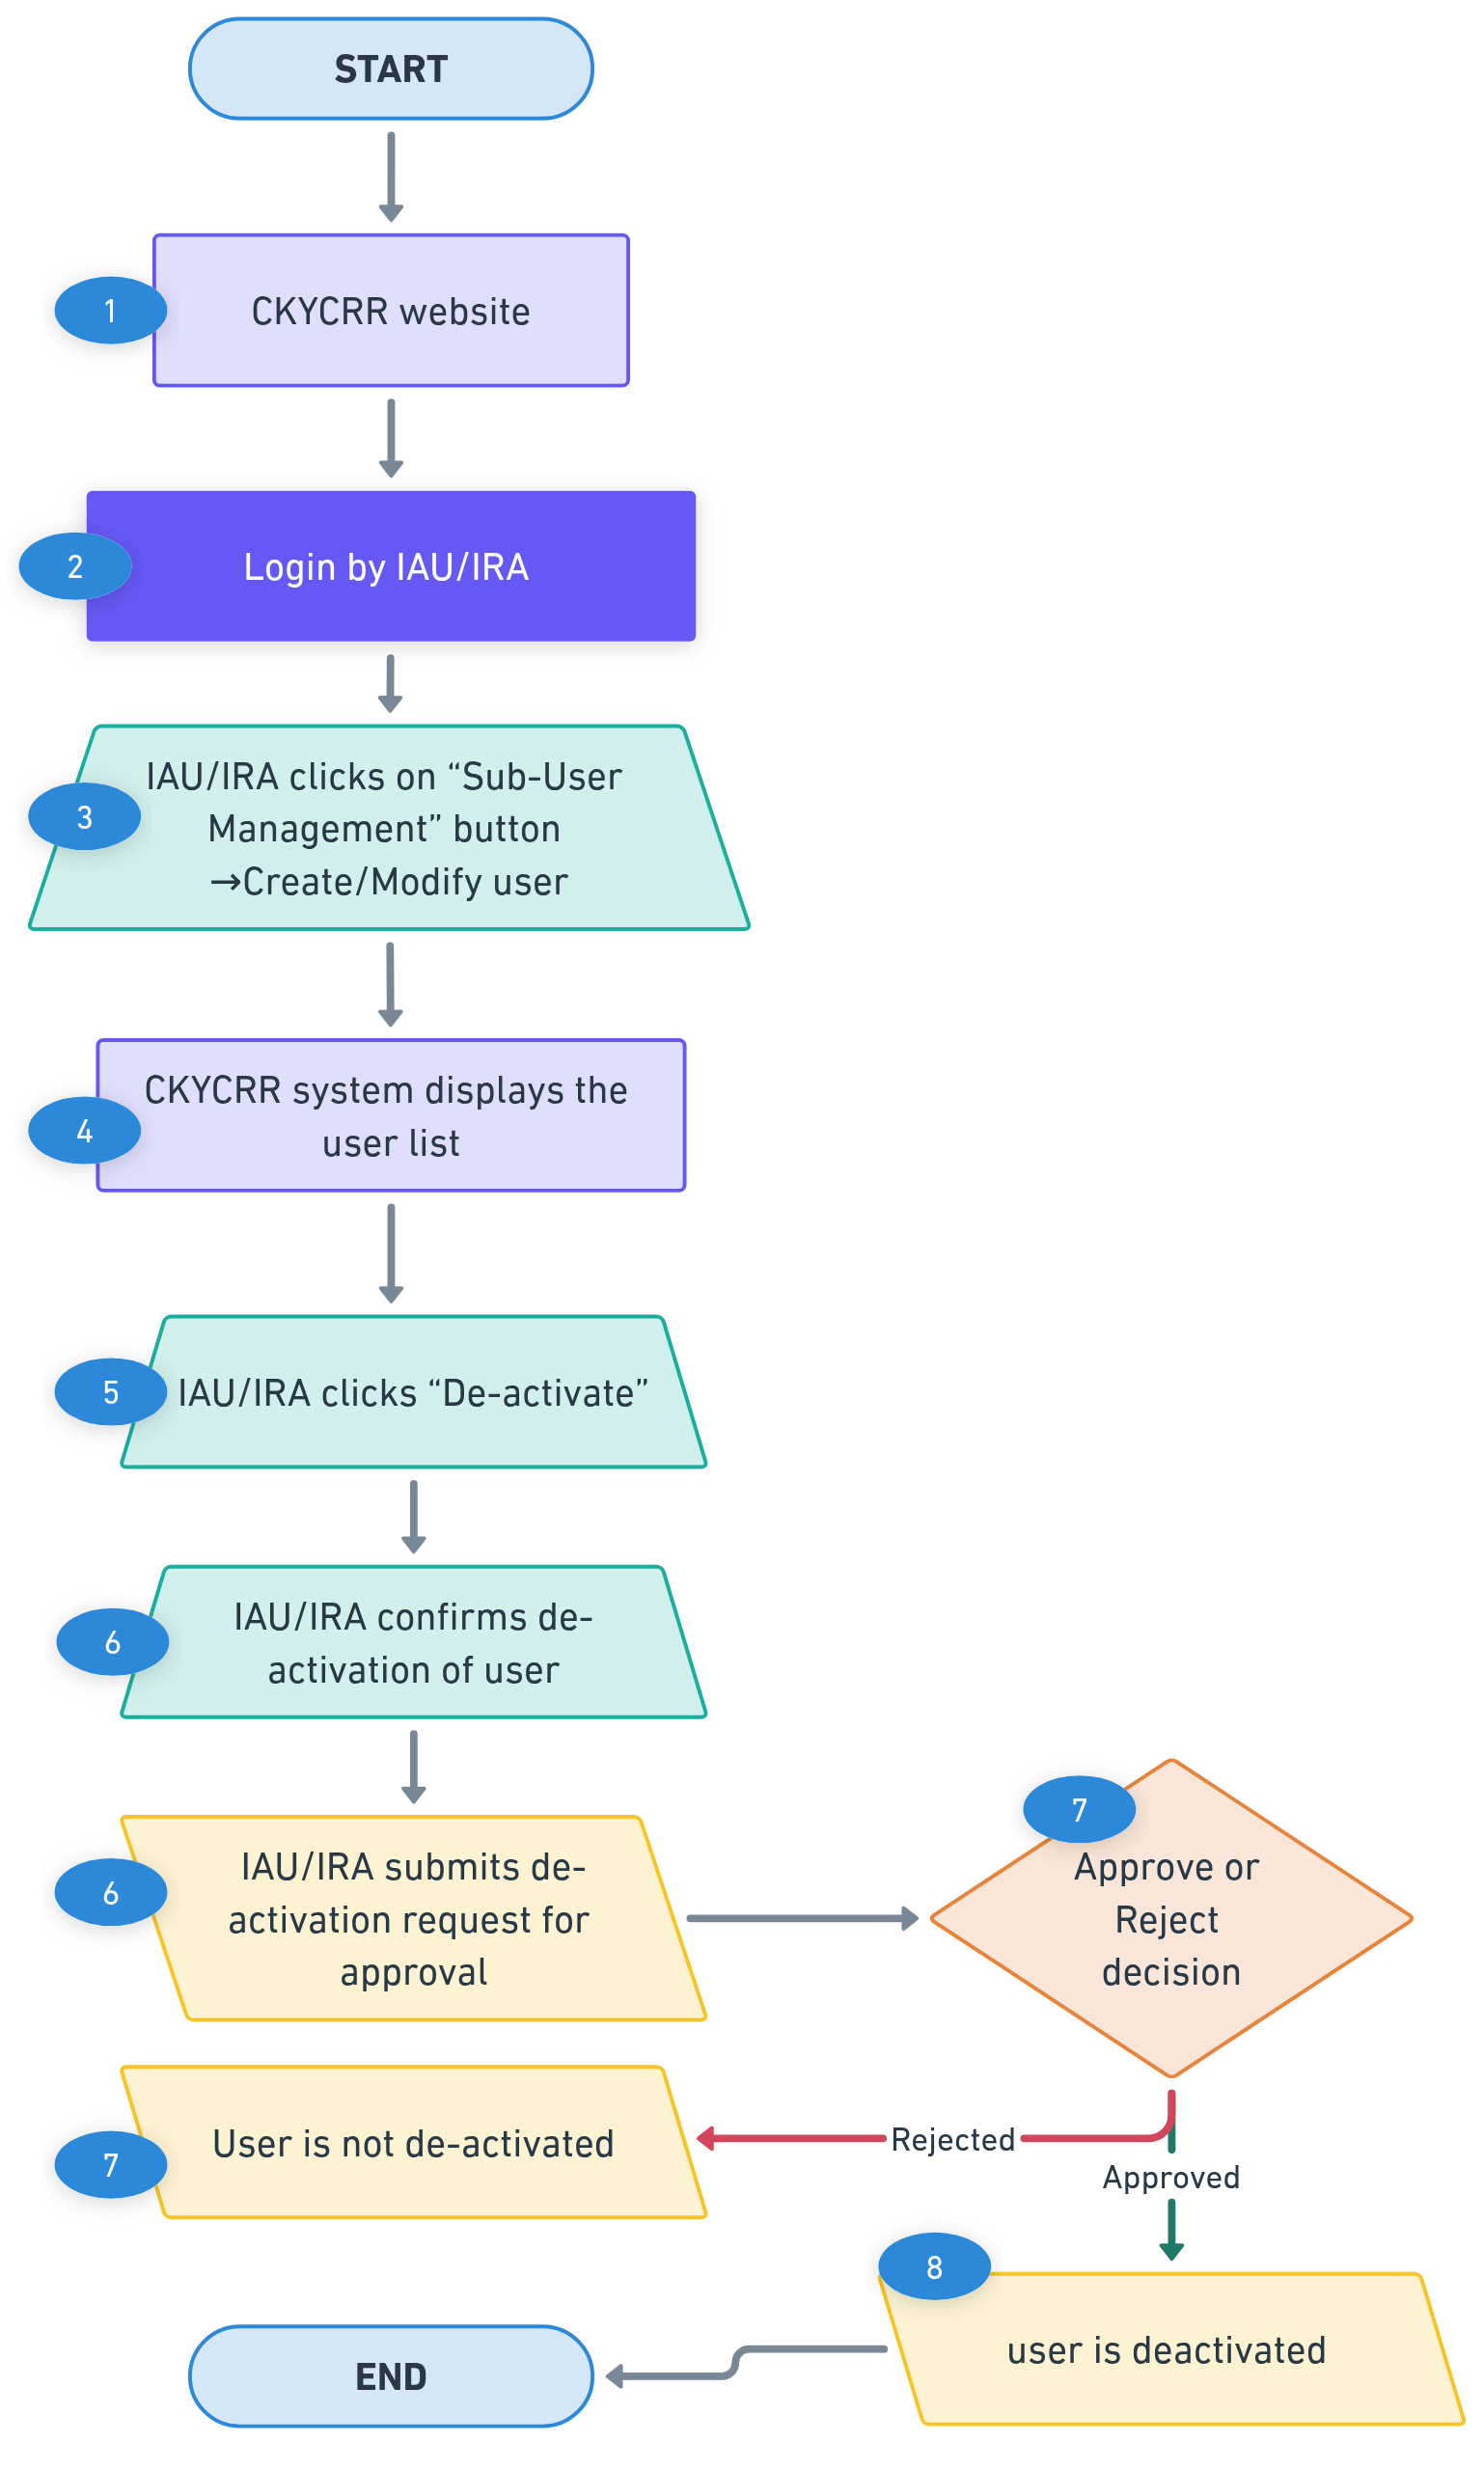 START
1
CKYCRR website
2
Login by IAU/IRA
3
IAU/IRA clicks on “Sub-User
Management” button
→Create/Modify user
4
CKYCRR system displays the
user list
5
IAU/IRA clicks “De-activate”
6
IAU/IRA confirms de-
activation of user
6
IAU/IRA submits de-
activation request for
approval
7
Approve or
Reject
decision
Rejected
Approved
7
User is not de-activated
8
user is deactivated
END